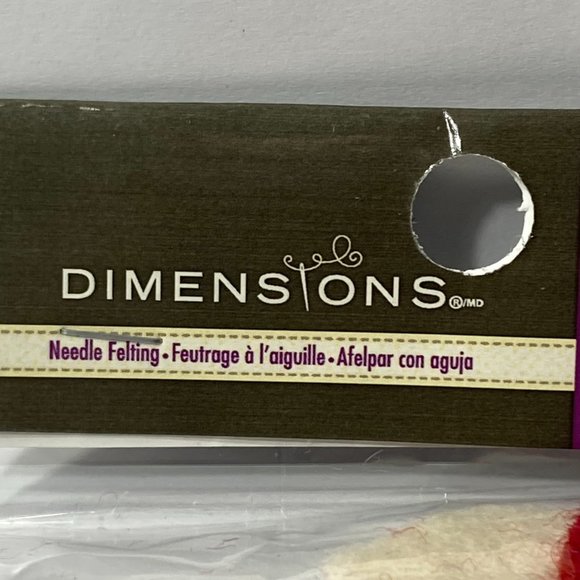 DIMENSIONS®/MD
Needle Felting • Feutrage à l'aiguille • Afelpar con aguja